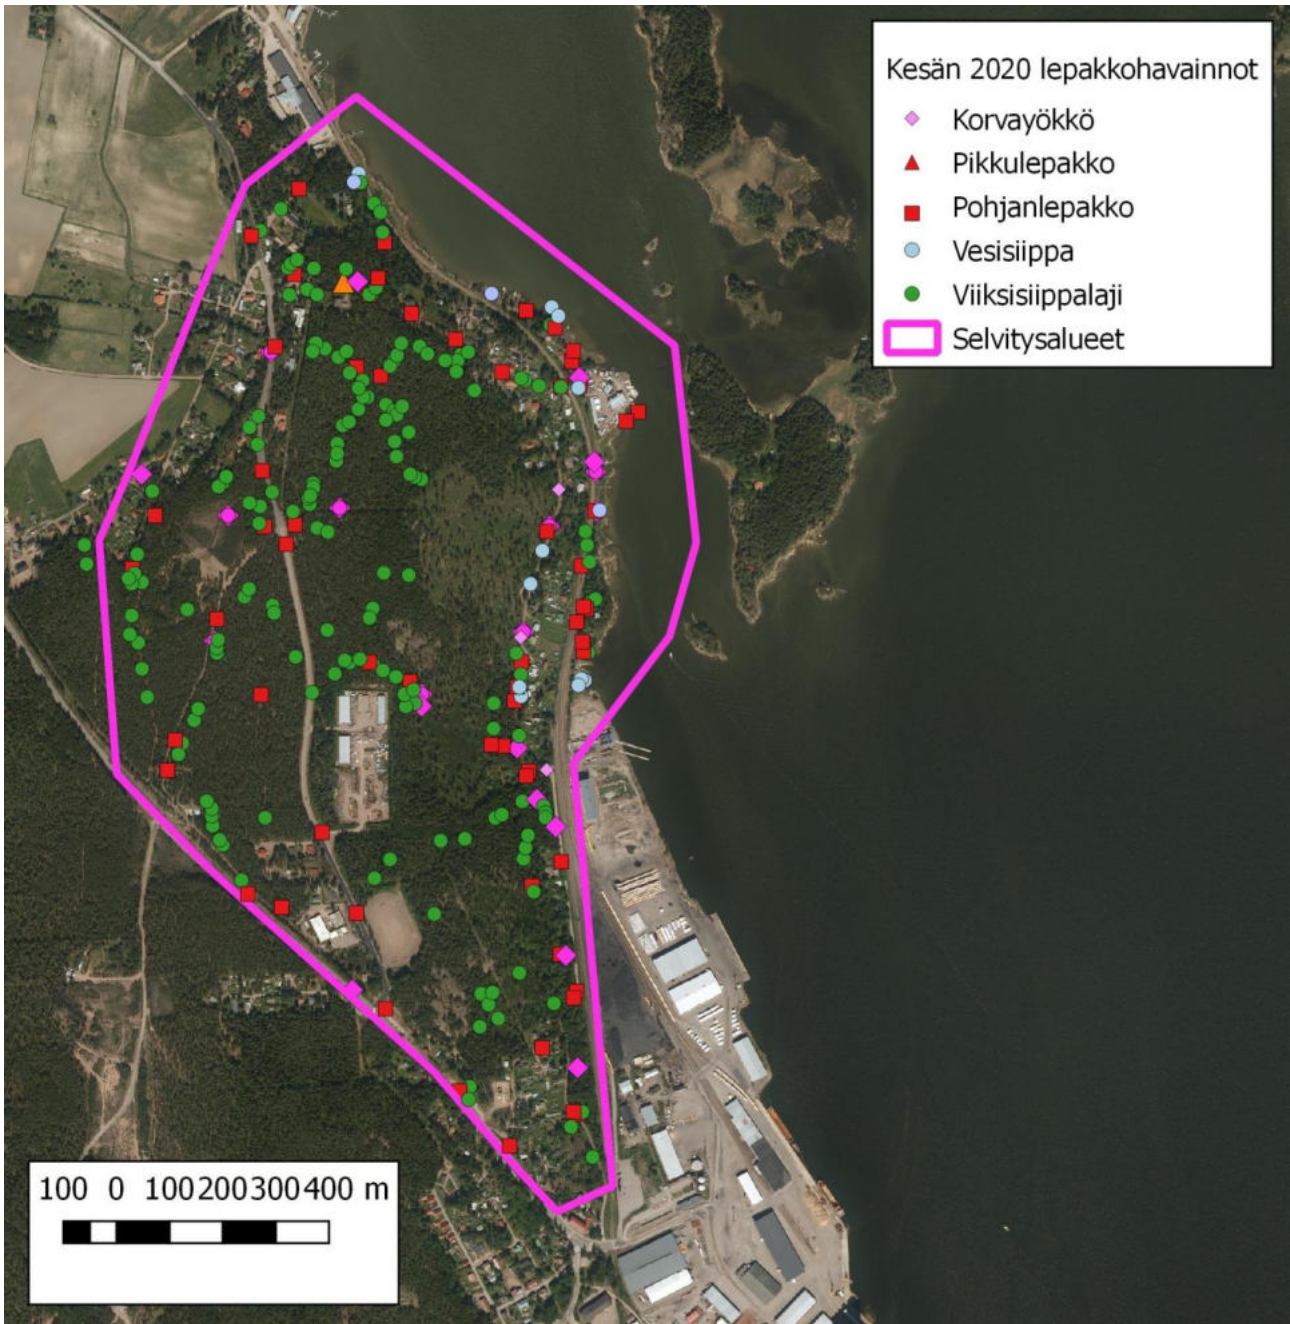 Kesän 2020 lepakkohavainnot
Korvayökkö
Pikkulepakko
Pohjanlepakko
Vesisiippa
Viiksisiippalaji
Selvitysalueet
100 0 100 200 300 400 m